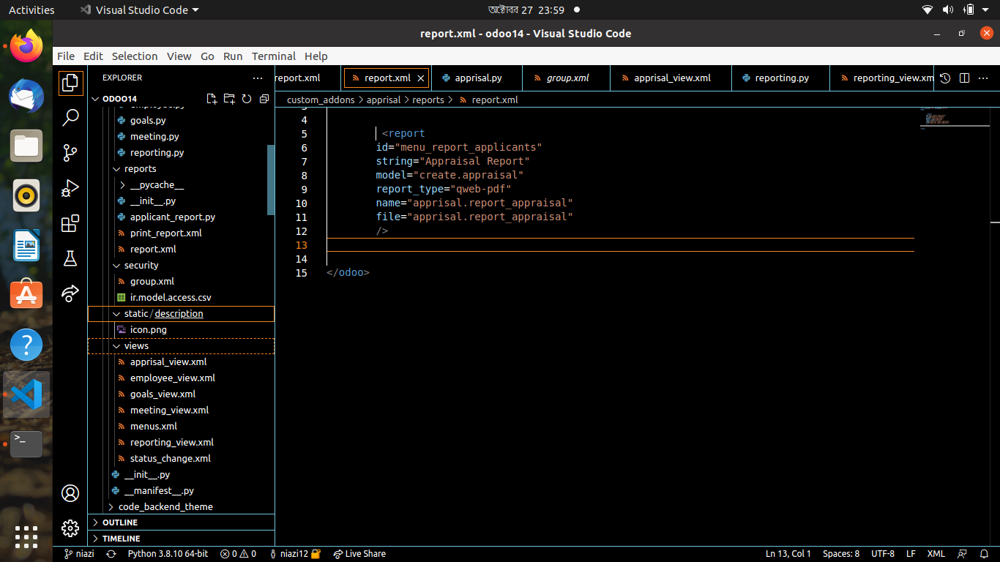 Activities
Visual Studio Code
অক্টোবর 27 23:59
report.xml - odoo14 - Visual Studio Code
File Edit Selection View Go Run Terminal Help
EXPLORER
report.xml
report.xml
apprisal.py
group.xml
apprisal_view.xml
reporting.py
reporting_view.xm
ODOO14
custom_addons > apprisal > reports > report.xml
goals.py
meeting.py
reporting.py
reports
__pycache__
__init__.py
applicant_report.py
print_report.xml
report.xml
security
group.xml
ir.model.access.csv
static / description
icon.png
views
apprisal_view.xml
employee_view.xml
goals_view.xml
meeting_view.xml
menus.xml
reporting_view.xml
status_change.xml
__init__.py
__manifest__.py
code_backend_theme
OUTLINE
TIMELINE
4
5 <report
6 id="menu_report_applicants"
7 string="Appraisal Report"
8 model="create.appraisal"
9 report_type="qweb-pdf"
10 name="apprisal.report_appraisal"
11 file="apprisal.report_appraisal"
12 />
13
14
15 </odoo>
niazi
Python 3.8.10 64-bit
0 0
niazi12
Live Share
Ln 13, Col 1
Spaces: 8
UTF-8
LF
XML